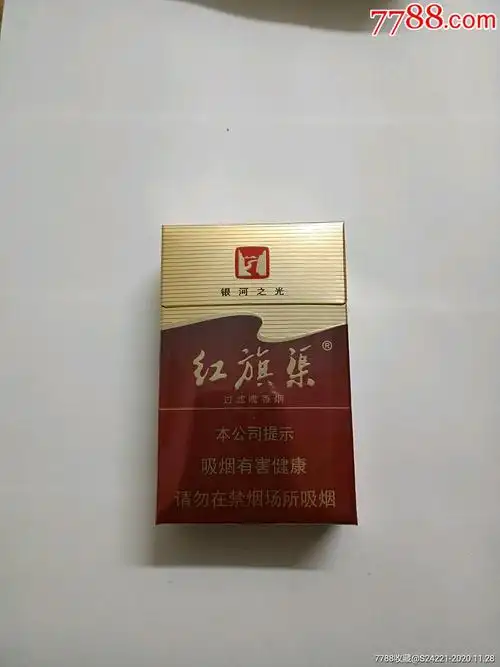 7788.com
银河之光
红旗渠®
过滤嘴香烟
本公司提示
吸烟有害健康
请勿在禁烟场所吸烟
7788收藏@S24221-2020.11.28